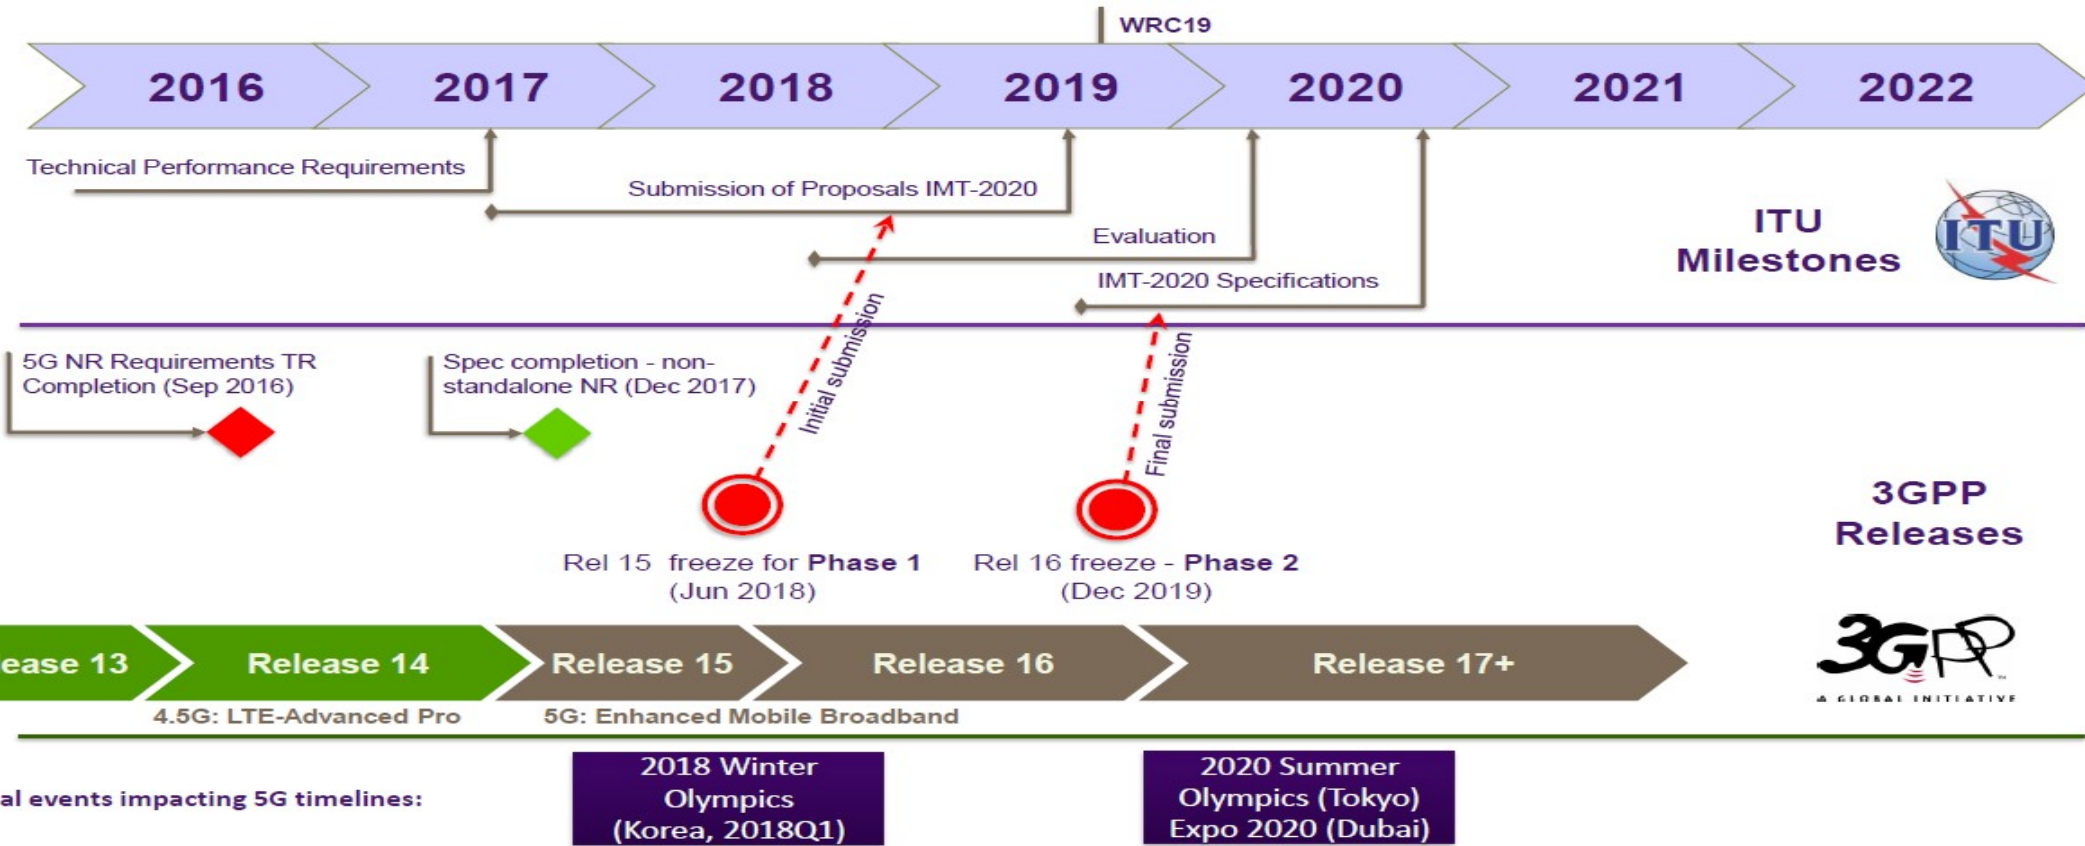 WRC19
2016 2017 2018 2019 2020 2021 2022
Technical Performance Requirements
Submission of Proposals IMT-2020
Evaluation
IMT-2020 Specifications
ITU
Milestones
ITU
Initial submission
Final submission
5G NR Requirements TR
Completion (Sep 2016)
Spec completion - non-
standalone NR (Dec 2017)
Rel 15 freeze for Phase 1
(Jun 2018)
Rel 16 freeze - Phase 2
(Dec 2019)
3GPP
Releases
lease 13 Release 14 Release 15 Release 16 Release 17+
3GPP
A GLOBAL INITIATIVE
4.5G: LTE-Advanced Pro
5G: Enhanced Mobile Broadband
al events impacting 5G timelines:
2018 Winter
Olympics
(Korea, 2018Q1)
2020 Summer
Olympics (Tokyo)
Expo 2020 (Dubai)